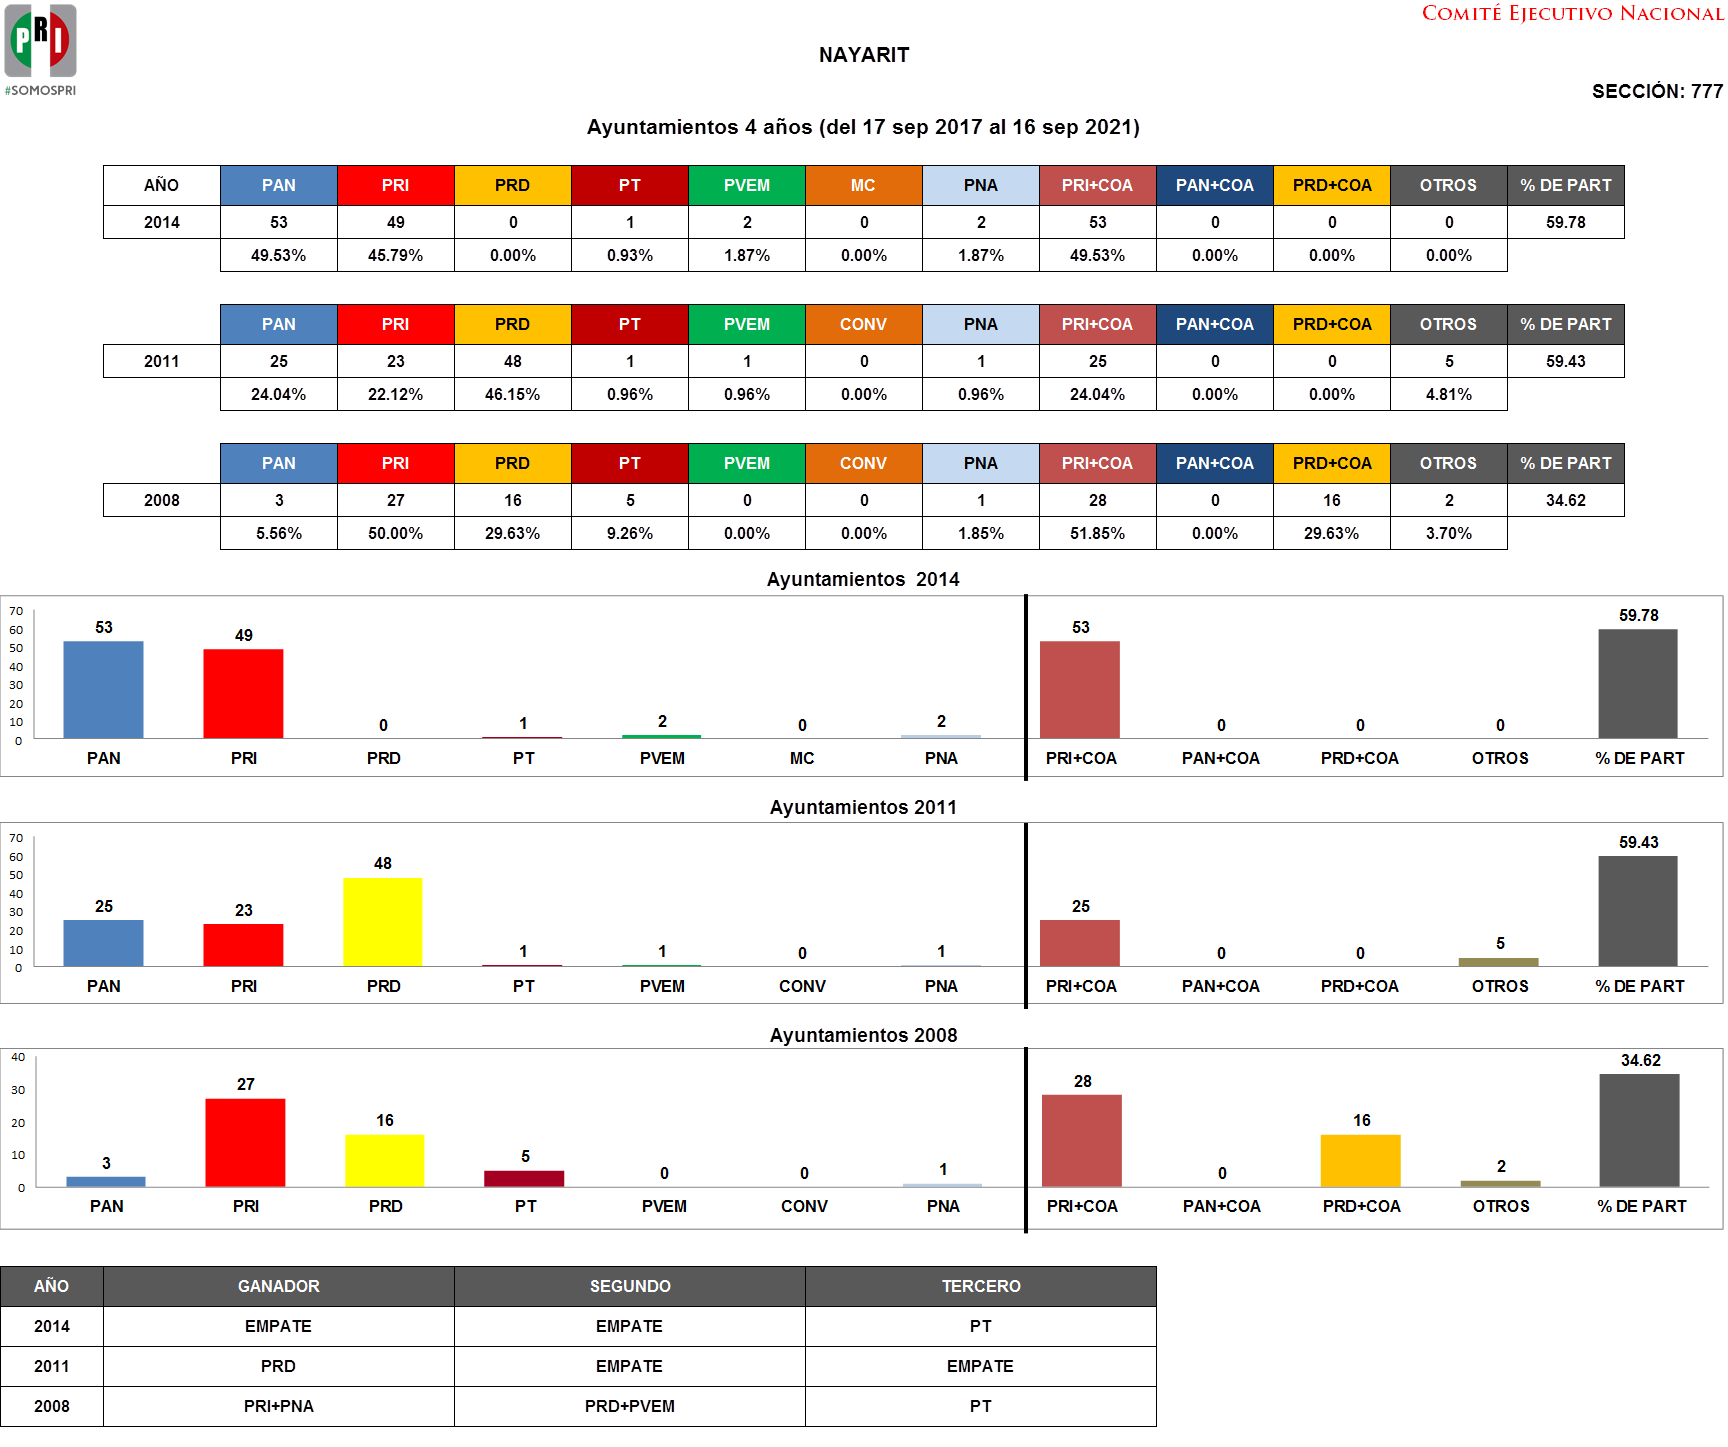 COMITÉ EJECUTIVO NACIONAL
PRI
#SOMOSPRI
NAYARIT
SECCIÓN: 777
Ayuntamientos 4 años (del 17 sep 2017 al 16 sep 2021)
AÑO PAN PRI PRD PT PVEM MC PNA PRI+COA PAN+COA PRD+COA OTROS % DE PART
2014 53 49 0 1 2 0 2 53 0 0 0 59.78
49.53% 45.79% 0.00% 0.93% 1.87% 0.00% 1.87% 49.53% 0.00% 0.00% 0.00%
PAN PRI PRD PT PVEM CONV PNA PRI+COA PAN+COA PRD+COA OTROS % DE PART
2011 25 23 48 1 1 0 1 25 0 0 5 59.43
24.04% 22.12% 46.15% 0.96% 0.96% 0.00% 0.96% 24.04% 0.00% 0.00% 4.81%
PAN PRI PRD PT PVEM CONV PNA PRI+COA PAN+COA PRD+COA OTROS % DE PART
2008 3 27 16 5 0 0 1 28 0 16 2 34.62
5.56% 50.00% 29.63% 9.26% 0.00% 0.00% 1.85% 51.85% 0.00% 29.63% 3.70%
Ayuntamientos 2014
70
60
50
40
30
20
10
0
53 49 0 1 2 0 2 53 0 0 0 59.78
PAN PRI PRD PT PVEM MC PNA PRI+COA PAN+COA PRD+COA OTROS % DE PART
Ayuntamientos 2011
70
60
50
40
30
20
10
0
25 23 48 1 1 0 1 25 0 0 5 59.43
PAN PRI PRD PT PVEM CONV PNA PRI+COA PAN+COA PRD+COA OTROS % DE PART
Ayuntamientos 2008
40
30
20
10
0
3 27 16 5 0 0 1 28 0 16 2 34.62
PAN PRI PRD PT PVEM CONV PNA PRI+COA PAN+COA PRD+COA OTROS % DE PART
AÑO GANADOR SEGUNDO TERCERO
2014 EMPATE EMPATE PT
2011 PRD EMPATE EMPATE
2008 PRI+PNA PRD+PVEM PT